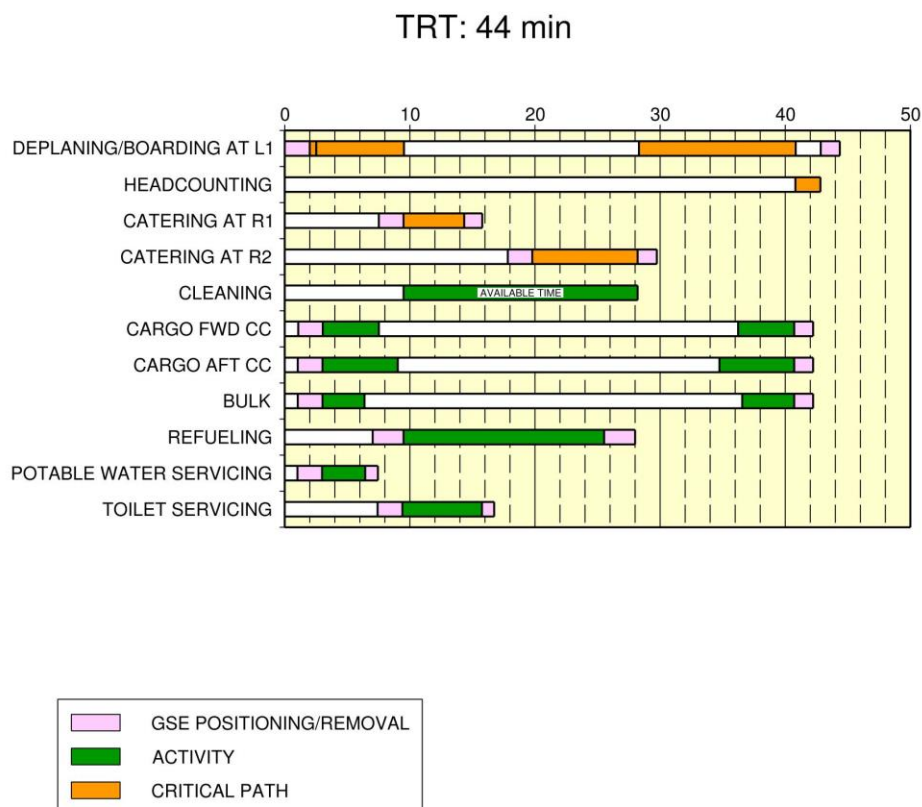 TRT: 44 min
0 10 20 30 40 50
DEPLANING/BOARDING AT L1
HEADCOUNTING
CATERING AT R1
CATERING AT R2
CLEANING
AVAILABLE TIME
CARGO FWD CC
CARGO AFT CC
BULK
REFUELING
POTABLE WATER SERVICING
TOILET SERVICING
GSE POSITIONING/REMOVAL
ACTIVITY
CRITICAL PATH